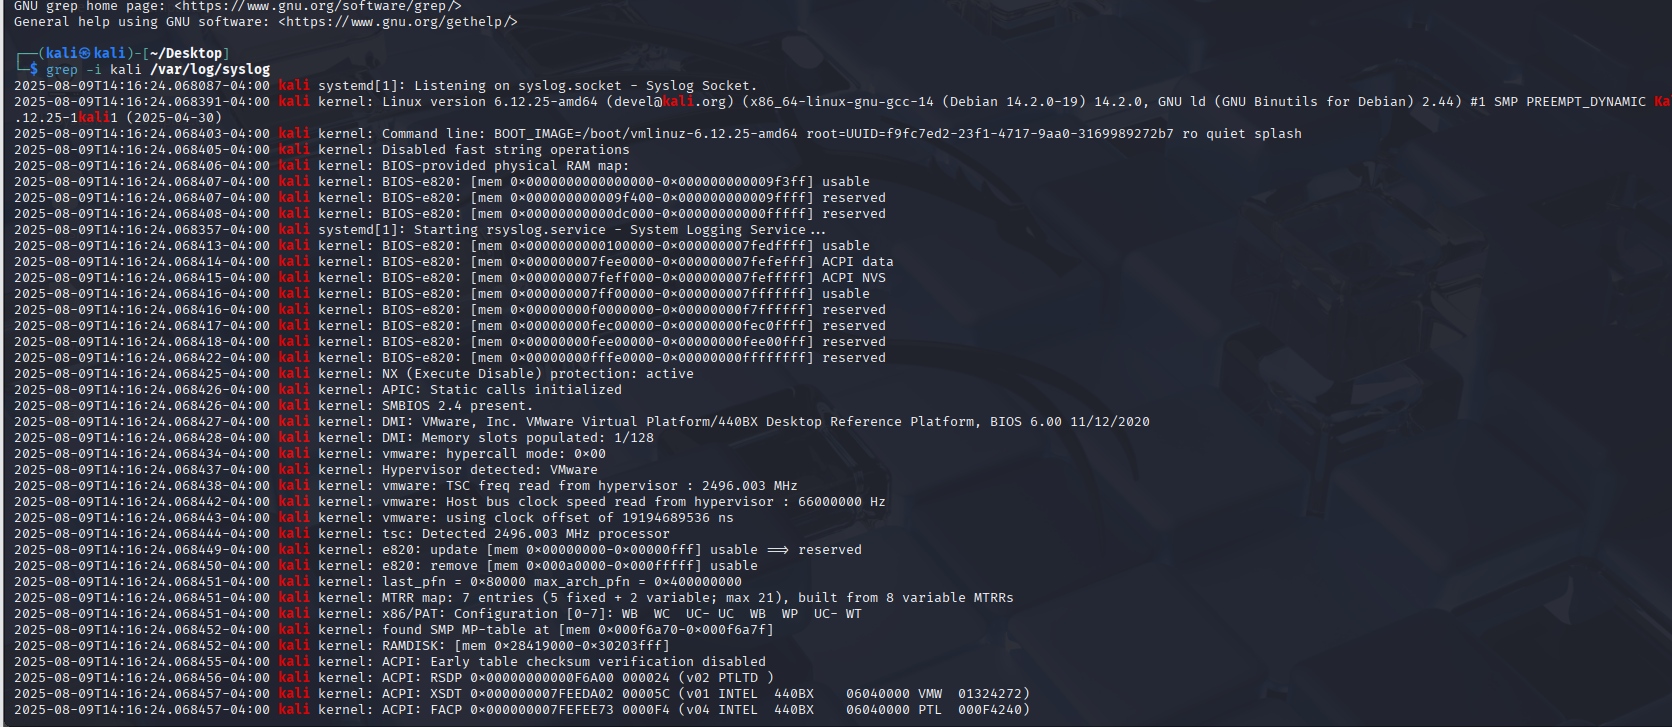 GNU grep home page: <https://www.gnu.org/software/grep/>
General help using GNU software: <https://www.gnu.org/gethelp/>
┌──(kali㉿kali)-[~/Desktop]
└─$ grep -i kali /var/log/syslog
2025-08-09T14:16:24.068087-04:00 kali systemd[1]: Listening on syslog.socket - Syslog Socket.
2025-08-09T14:16:24.068391-04:00 kali kernel: Linux version 6.12.25-amd64 (devel@kali.org) (x86_64-linux-gnu-gcc-14 (Debian 14.2.0-19) 14.2.0, GNU ld (GNU Binutils for Debian) 2.44) #1 SMP PREEMPT_DYNAMIC Ka
.12.25-1kali1 (2025-04-30)
2025-08-09T14:16:24.068403-04:00 kali kernel: Command line: BOOT_IMAGE=/boot/vmlinuz-6.12.25-amd64 root=UUID=f9fc7ed2-23f1-4717-9aa0-3169989272b7 ro quiet splash
2025-08-09T14:16:24.068405-04:00 kali kernel: Disabled fast string operations
2025-08-09T14:16:24.068406-04:00 kali kernel: BIOS-provided physical RAM map:
2025-08-09T14:16:24.068407-04:00 kali kernel: BIOS-e820: [mem 0×0000000000000000-0×000000000009f3ff] usable
2025-08-09T14:16:24.068407-04:00 kali kernel: BIOS-e820: [mem 0×000000000009f400-0×000000000009ffff] reserved
2025-08-09T14:16:24.068408-04:00 kali kernel: BIOS-e820: [mem 0×00000000000dc000-0×00000000000fffff] reserved
2025-08-09T14:16:24.068357-04:00 kali systemd[1]: Starting rsyslog.service - System Logging Service...
2025-08-09T14:16:24.068413-04:00 kali kernel: BIOS-e820: [mem 0×0000000000100000-0×000000007fedffff] usable
2025-08-09T14:16:24.068414-04:00 kali kernel: BIOS-e820: [mem 0×000000007fee0000-0×000000007fefefff] ACPI data
2025-08-09T14:16:24.068415-04:00 kali kernel: BIOS-e820: [mem 0×000000007feff000-0×000000007fefffff] ACPI NVS
2025-08-09T14:16:24.068416-04:00 kali kernel: BIOS-e820: [mem 0×000000007ff00000-0×000000007fffffff] usable
2025-08-09T14:16:24.068416-04:00 kali kernel: BIOS-e820: [mem 0×00000000f0000000-0×00000000f7ffffff] reserved
2025-08-09T14:16:24.068417-04:00 kali kernel: BIOS-e820: [mem 0×00000000fec00000-0×00000000fec0ffff] reserved
2025-08-09T14:16:24.068418-04:00 kali kernel: BIOS-e820: [mem 0×00000000fee00000-0×00000000fee00fff] reserved
2025-08-09T14:16:24.068422-04:00 kali kernel: BIOS-e820: [mem 0×00000000fffe0000-0×00000000ffffffff] reserved
2025-08-09T14:16:24.068425-04:00 kali kernel: NX (Execute Disable) protection: active
2025-08-09T14:16:24.068426-04:00 kali kernel: APIC: Static calls initialized
2025-08-09T14:16:24.068426-04:00 kali kernel: SMBIOS 2.4 present.
2025-08-09T14:16:24.068427-04:00 kali kernel: DMI: VMware, Inc. VMware Virtual Platform/440BX Desktop Reference Platform, BIOS 6.00 11/12/2020
2025-08-09T14:16:24.068428-04:00 kali kernel: DMI: Memory slots populated: 1/128
2025-08-09T14:16:24.068434-04:00 kali kernel: vmware: hypercall mode: 0×00
2025-08-09T14:16:24.068437-04:00 kali kernel: Hypervisor detected: VMware
2025-08-09T14:16:24.068438-04:00 kali kernel: vmware: TSC freq read from hypervisor : 2496.003 MHz
2025-08-09T14:16:24.068442-04:00 kali kernel: vmware: Host bus clock speed read from hypervisor : 66000000 Hz
2025-08-09T14:16:24.068443-04:00 kali kernel: vmware: using clock offset of 19194689536 ns
2025-08-09T14:16:24.068444-04:00 kali kernel: tsc: Detected 2496.003 MHz processor
2025-08-09T14:16:24.068449-04:00 kali kernel: e820: update [mem 0×00000000-0×00000fff] usable ==> reserved
2025-08-09T14:16:24.068450-04:00 kali kernel: e820: remove [mem 0×000a0000-0×000fffff] usable
2025-08-09T14:16:24.068451-04:00 kali kernel: last_pfn = 0×80000 max_arch_pfn = 0×400000000
2025-08-09T14:16:24.068451-04:00 kali kernel: MTRR map: 7 entries (5 fixed + 2 variable; max 21), built from 8 variable MTRRs
2025-08-09T14:16:24.068451-04:00 kali kernel: x86/PAT: Configuration [0-7]: WB  WC  UC- UC  WB  WP  UC- WT
2025-08-09T14:16:24.068452-04:00 kali kernel: found SMP MP-table at [mem 0×000f6a70-0×000f6a7f]
2025-08-09T14:16:24.068452-04:00 kali kernel: RAMDISK: [mem 0×28419000-0×30203fff]
2025-08-09T14:16:24.068455-04:00 kali kernel: ACPI: Early table checksum verification disabled
2025-08-09T14:16:24.068456-04:00 kali kernel: ACPI: RSDP 0×00000000000F6A00 000024 (v02 PTLTD )
2025-08-09T14:16:24.068457-04:00 kali kernel: ACPI: XSDT 0×000000007FEEDA02 00005C (v01 INTEL  440BX    06040000 VMW  01324272)
2025-08-09T14:16:24.068457-04:00 kali kernel: ACPI: FACP 0×000000007FEFEE73 0000F4 (v04 INTEL  440BX    06040000 PTL  000F4240)